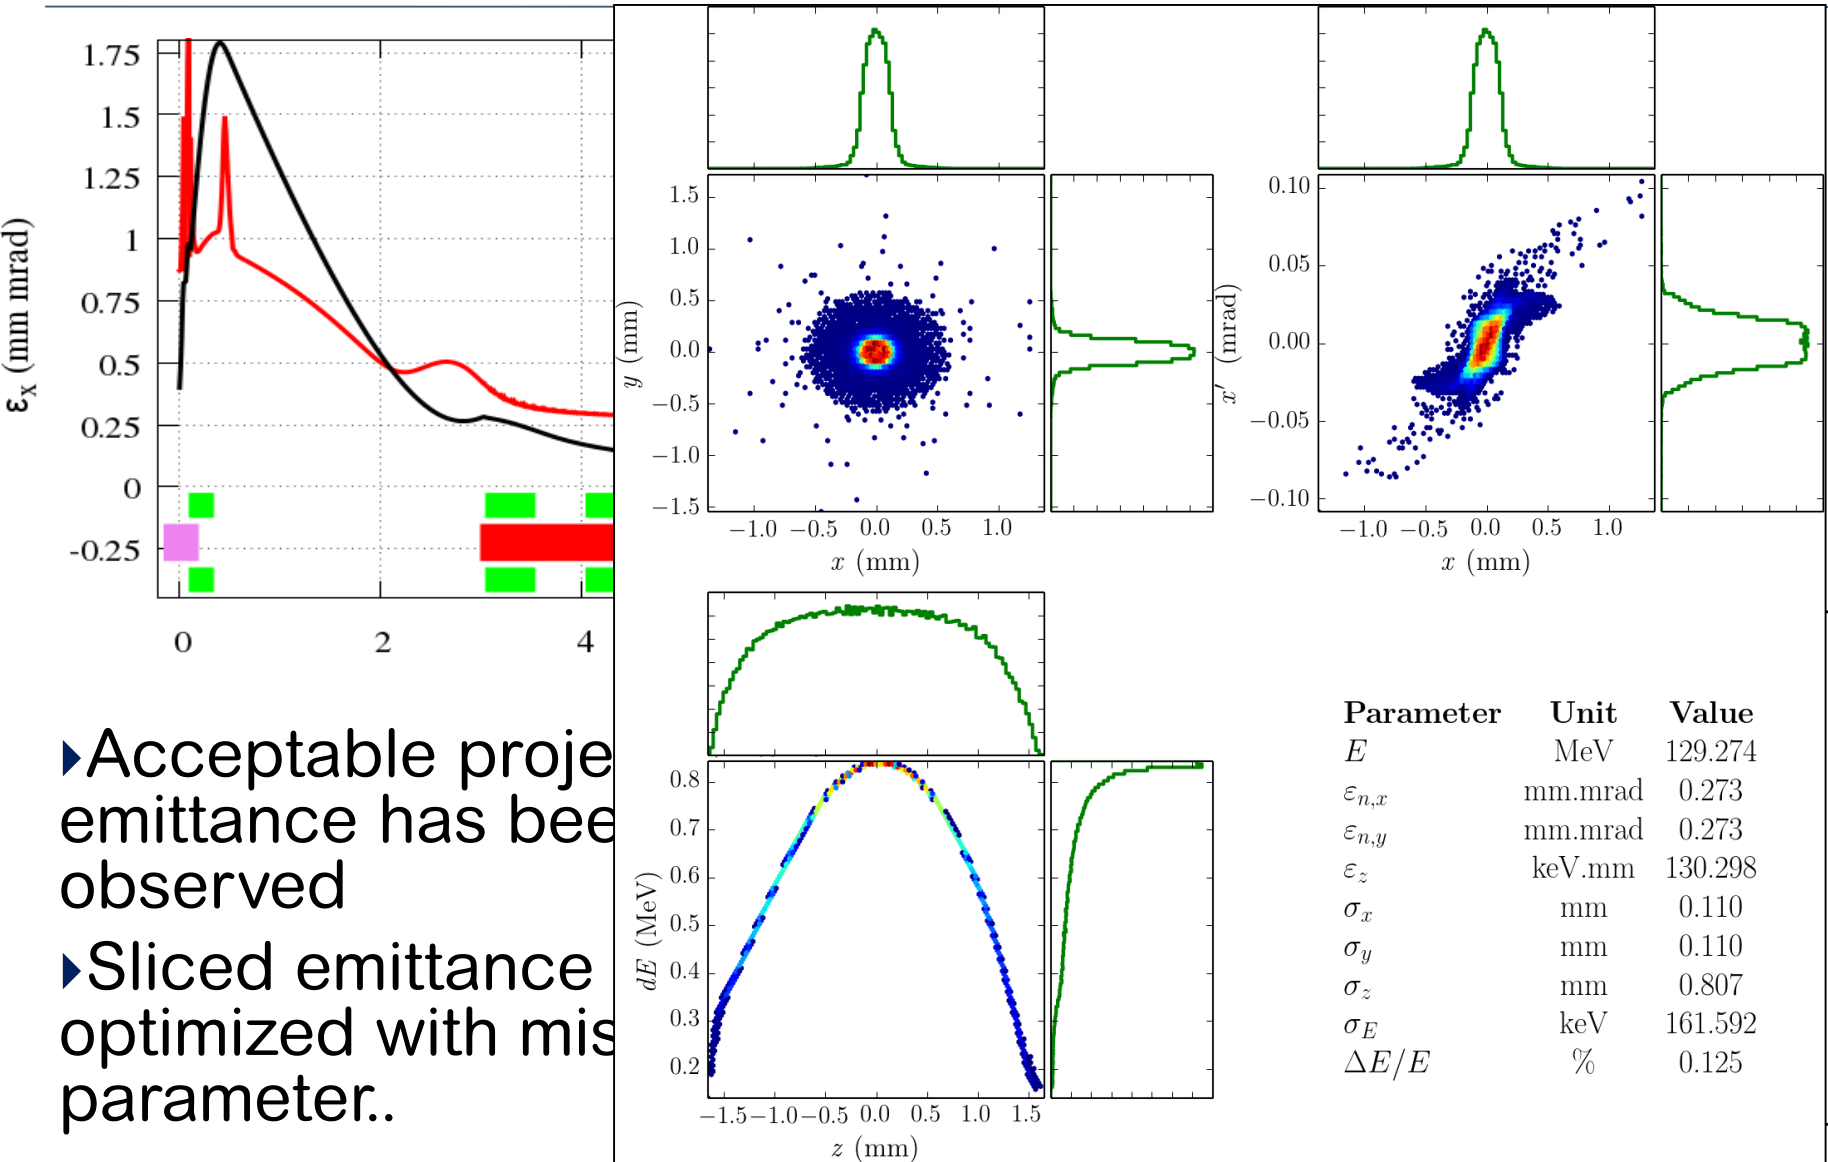 εx (mm mrad)
1.75
1.5
1.25
1
0.75
0.5
0.25
0
-0.25
0 2 4
▸Acceptable proje
emittance has bee
observed
▸Sliced emittance
optimized with mis
parameter..
y (mm)
1.5
1.0
0.5
0.0
−0.5
−1.0
−1.5
−1.0 −0.5 0.0 0.5 1.0
x (mm)
x′ (mrad)
0.10
0.05
0.00
−0.05
−0.10
−1.0 −0.5 0.0 0.5 1.0
x (mm)
dE (MeV)
0.8
0.7
0.6
0.5
0.4
0.3
0.2
−1.5 −1.0 −0.5 0.0 0.5 1.0 1.5
z (mm)
Parameter Unit Value
E MeV 129.274
εn,x mm.mrad 0.273
εn,y mm.mrad 0.273
εz keV.mm 130.298
σx mm 0.110
σy mm 0.110
σz mm 0.807
σE keV 161.592
ΔE/E % 0.125